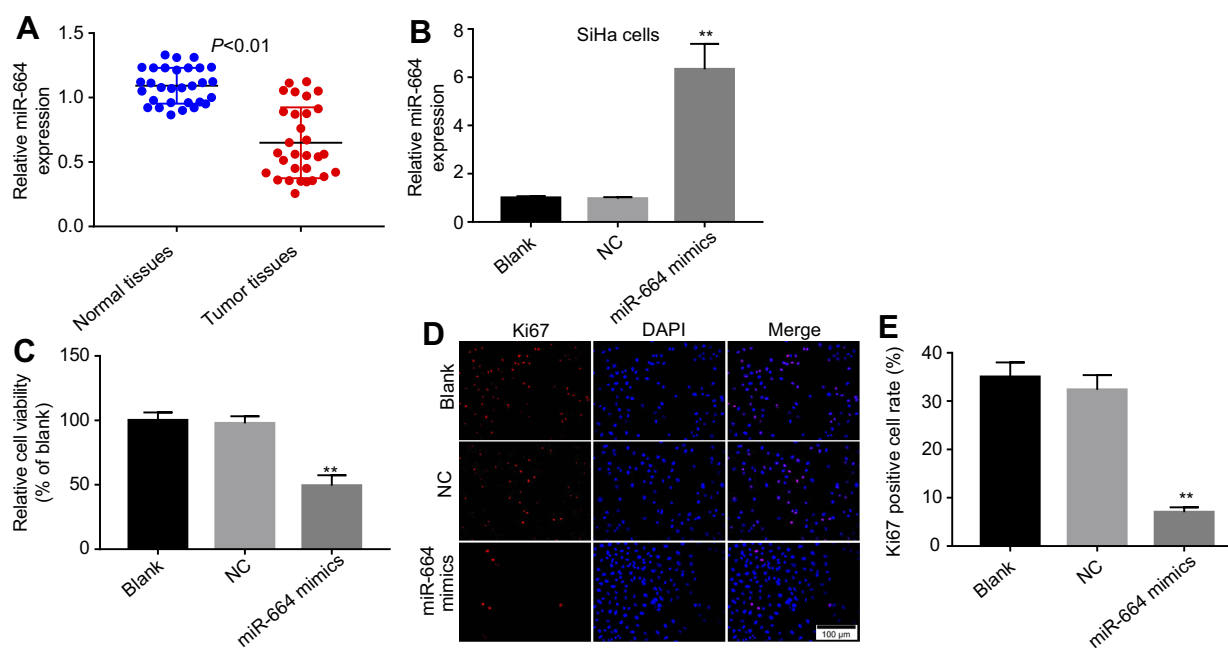 A
Relative miR-664
expression
1.5
1.0
0.5
0.0
P<0.01
Normal tissues
Tumor tissues
B
Relative miR-664
expression
8
6
4
2
0
SiHa cells
**
Blank
NC
miR-664 mimics
C
Relative cell viability
(% of blank)
150
100
50
0
**
Blank
NC
miR-664 mimics
D
Ki67
DAPI
Merge
Blank
NC
miR-664
mimics
100 μm
E
Ki67 positive cell rate (%)
40
30
20
10
0
**
Blank
NC
miR-664 mimics